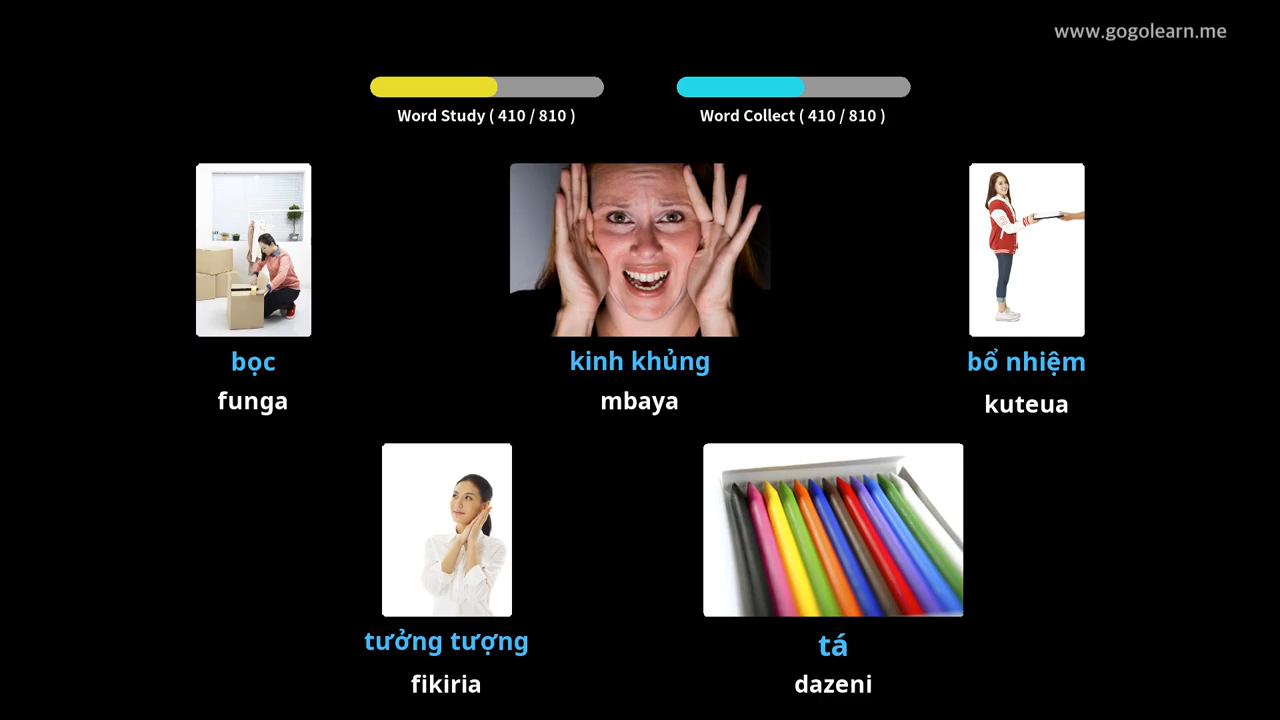 www.gogolearn.me
Word Study ( 410 / 810 )
Word Collect ( 410 / 810 )
bọc
funga
kinh khủng
mbaya
bổ nhiệm
kuteua
tưởng tượng
fikiria
tá
dazeni